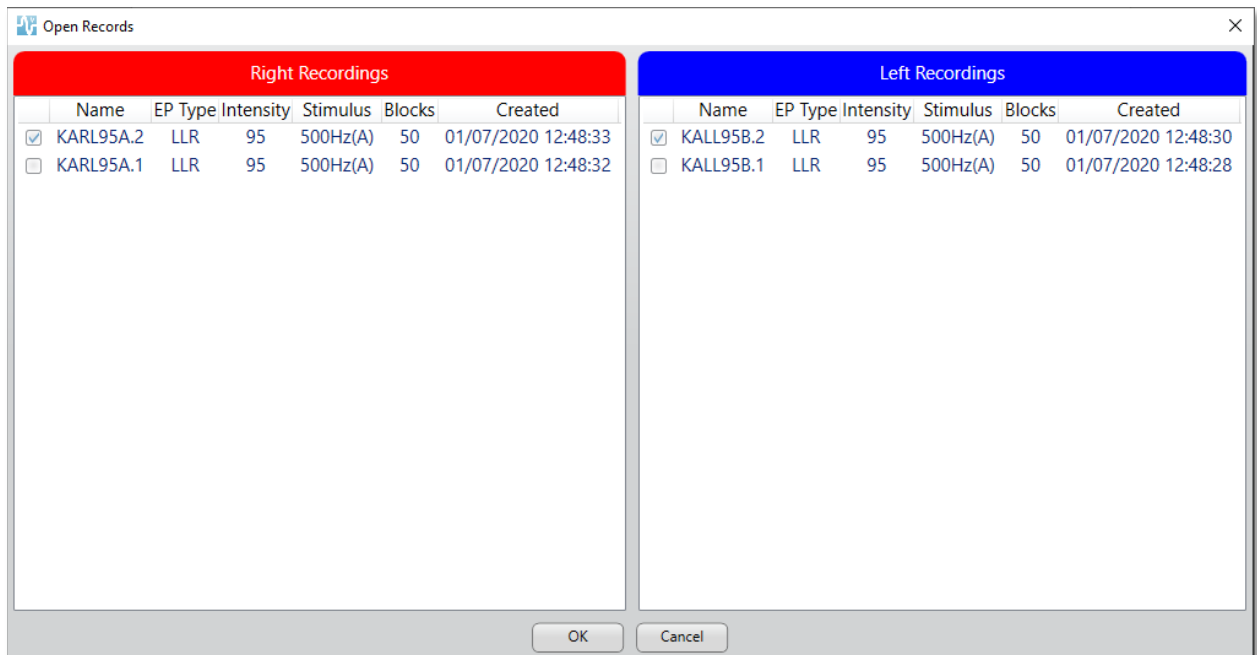 Open Records
Right Recordings
Name EP Type Intensity Stimulus Blocks Created
KARL95A.2 LLR 95 500Hz(A) 50 01/07/2020 12:48:33
KARL95A.1 LLR 95 500Hz(A) 50 01/07/2020 12:48:32
Left Recordings
Name EP Type Intensity Stimulus Blocks Created
KALL95B.2 LLR 95 500Hz(A) 50 01/07/2020 12:48:30
KALL95B.1 LLR 95 500Hz(A) 50 01/07/2020 12:48:28
OK
Cancel